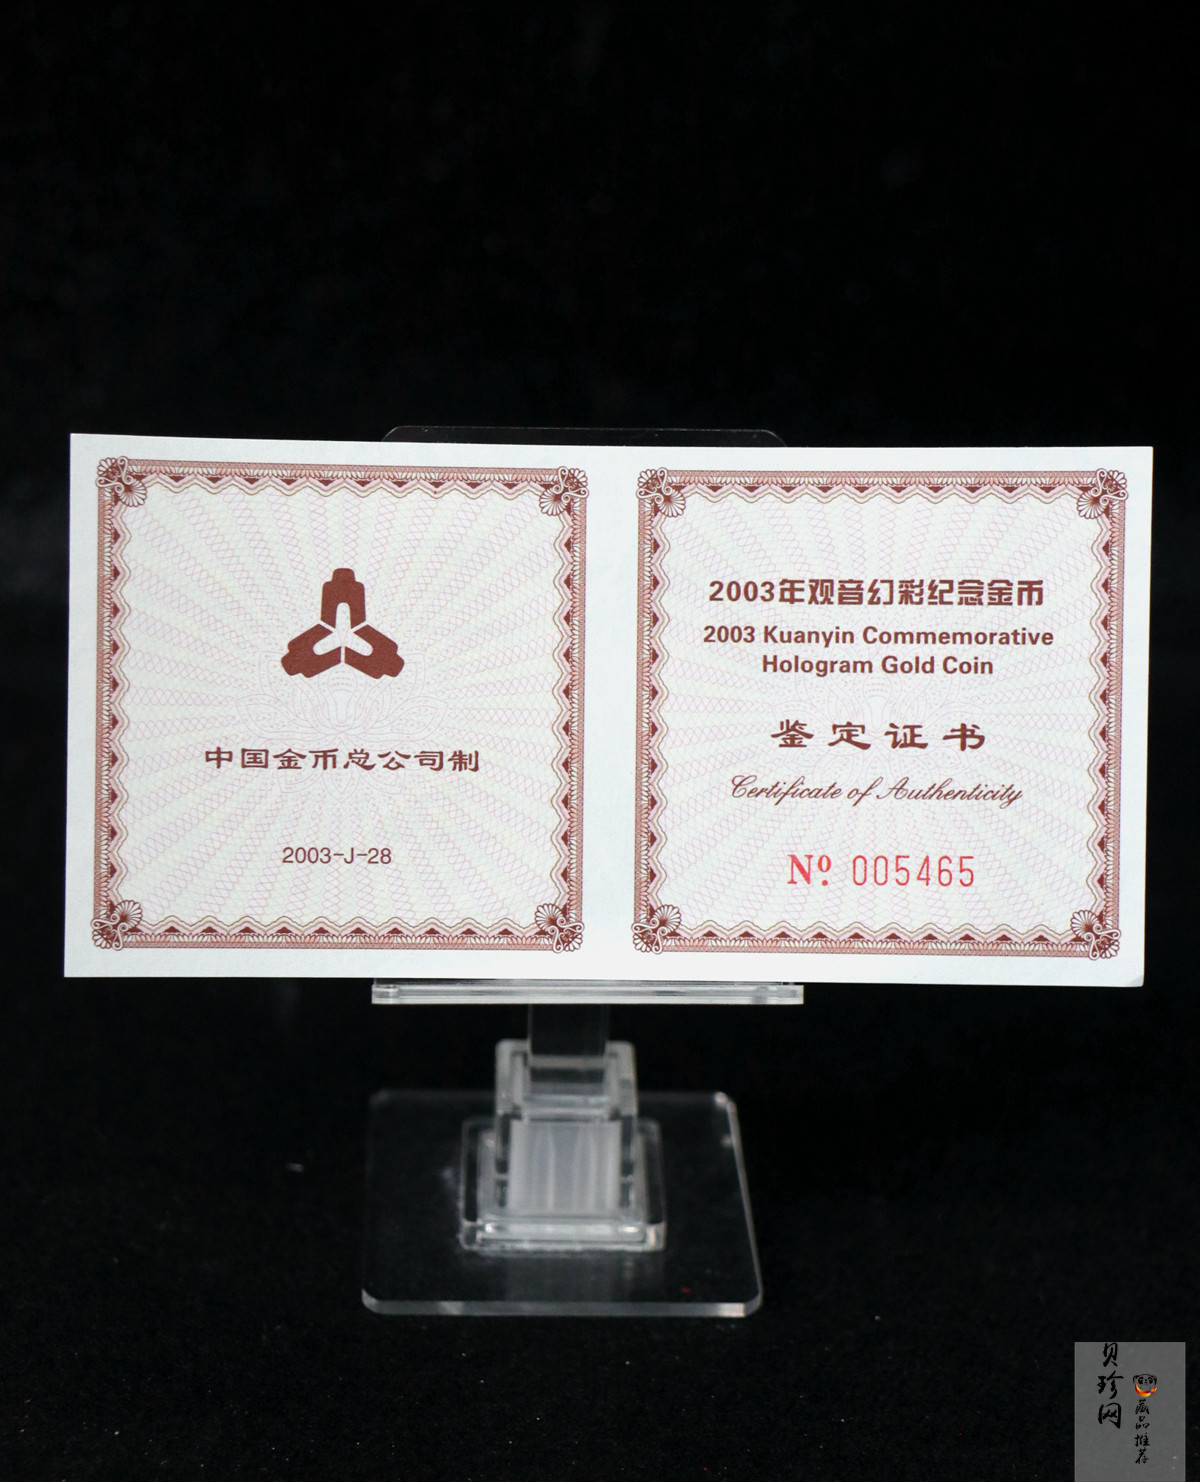 中国金币总公司制
2003-J-28
2003年观音幻彩纪念金币
2003 Kuanyin Commemorative
Hologram Gold Coin
鉴定证书
Certificate of Authenticity
Nº 005465
贝珍网
藏品推荐